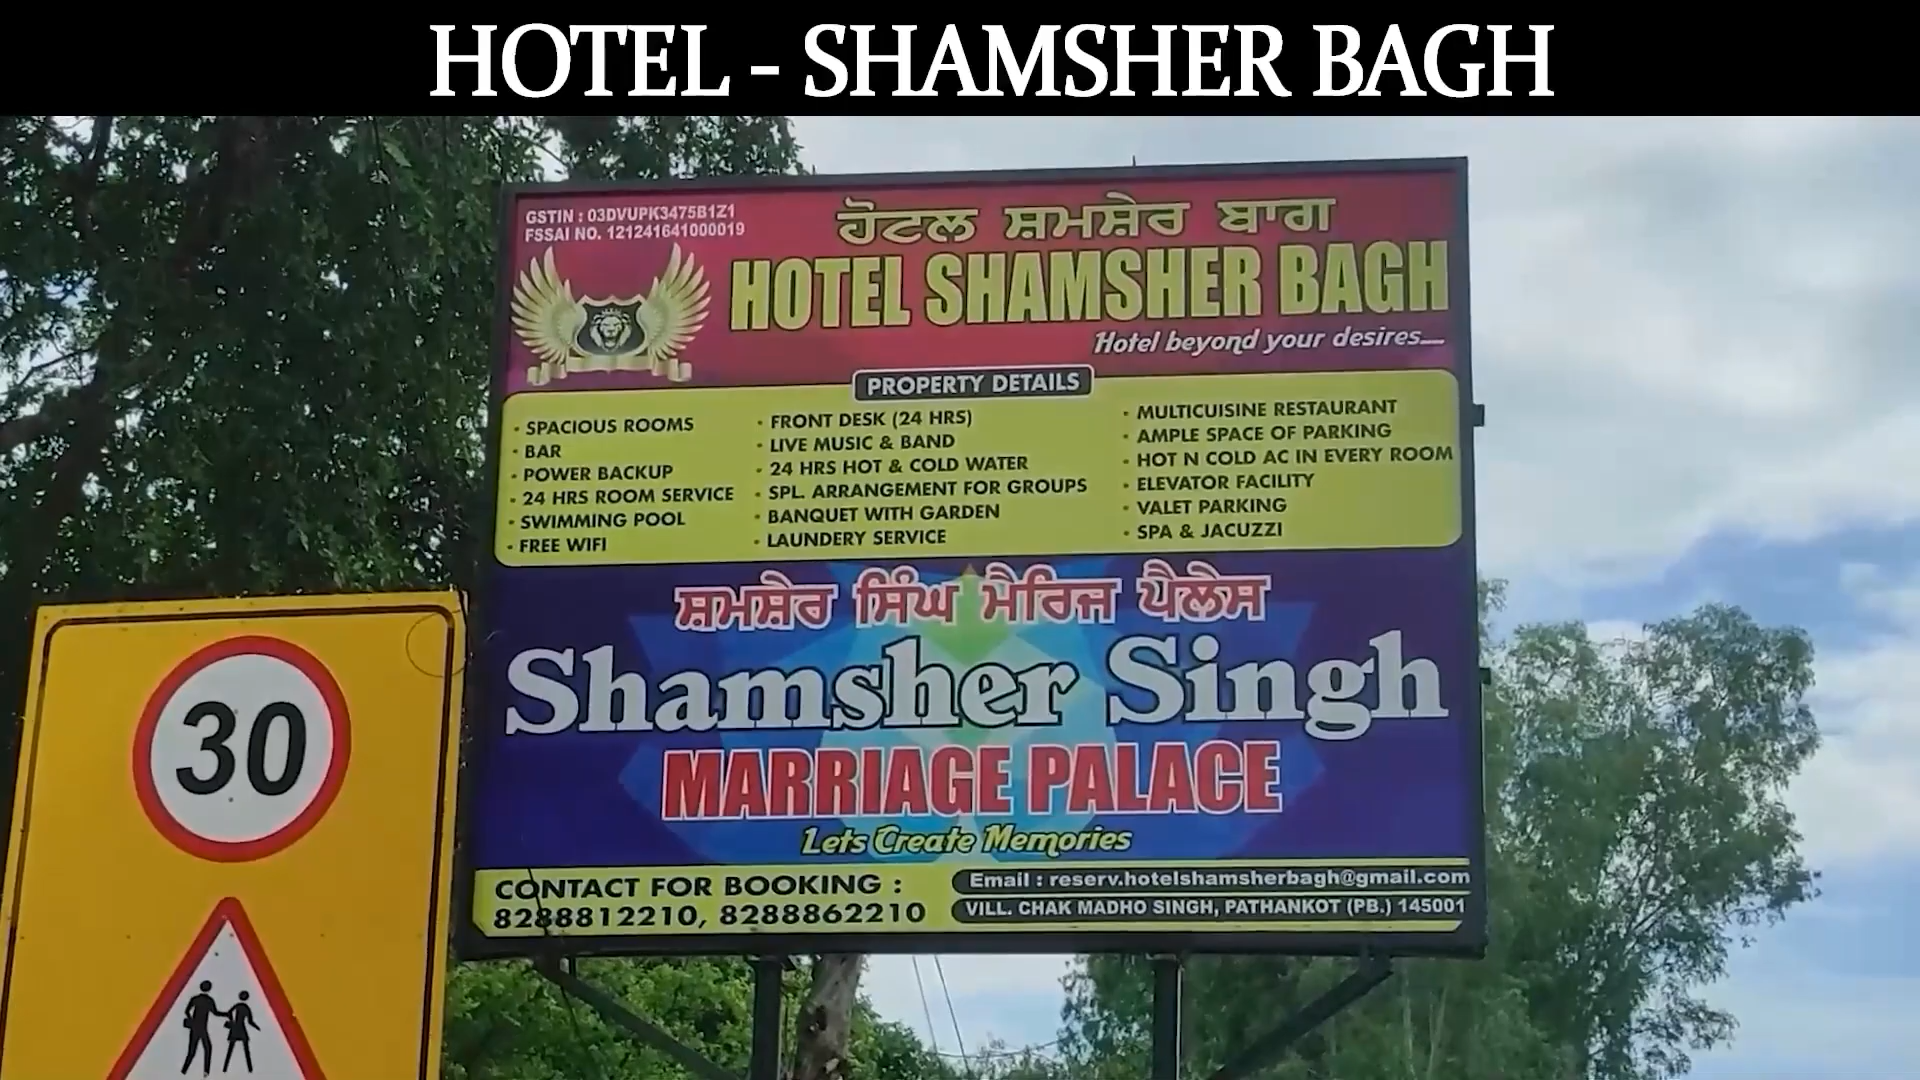 HOTEL - SHAMSHER BAGH
GSTIN : 03DVUPK3475B1Z1
FSSAI NO. 121241641000019
ਹੋਟਲ ਸ਼ਮਸ਼ੇਰ ਬਾਗ
HOTEL SHAMSHER BAGH
Hotel beyond your desires....
PROPERTY DETAILS
• SPACIOUS ROOMS
• BAR
• POWER BACKUP
• 24 HRS ROOM SERVICE
• SWIMMING POOL
• FREE WIFI
• FRONT DESK (24 HRS)
• LIVE MUSIC & BAND
• 24 HRS HOT & COLD WATER
• SPL. ARRANGEMENT FOR GROUPS
• BANQUET WITH GARDEN
• LAUNDERY SERVICE
• MULTICUISINE RESTAURANT
• AMPLE SPACE OF PARKING
• HOT N COLD AC IN EVERY ROOM
• ELEVATOR FACILITY
• VALET PARKING
• SPA & JACUZZI
ਸ਼ਮਸ਼ੇਰ ਸਿੰਘ ਮੈਰਿਜ ਪੈਲੇਸ
Shamsher Singh
MARRIAGE PALACE
Lets Create Memories
CONTACT FOR BOOKING :
8288812210, 8288862210
Email : reserv.hotelshamsherbagh@gmail.com
VILL. CHAK MADHO SINGH, PATHANKOT (PB.) 145001
30